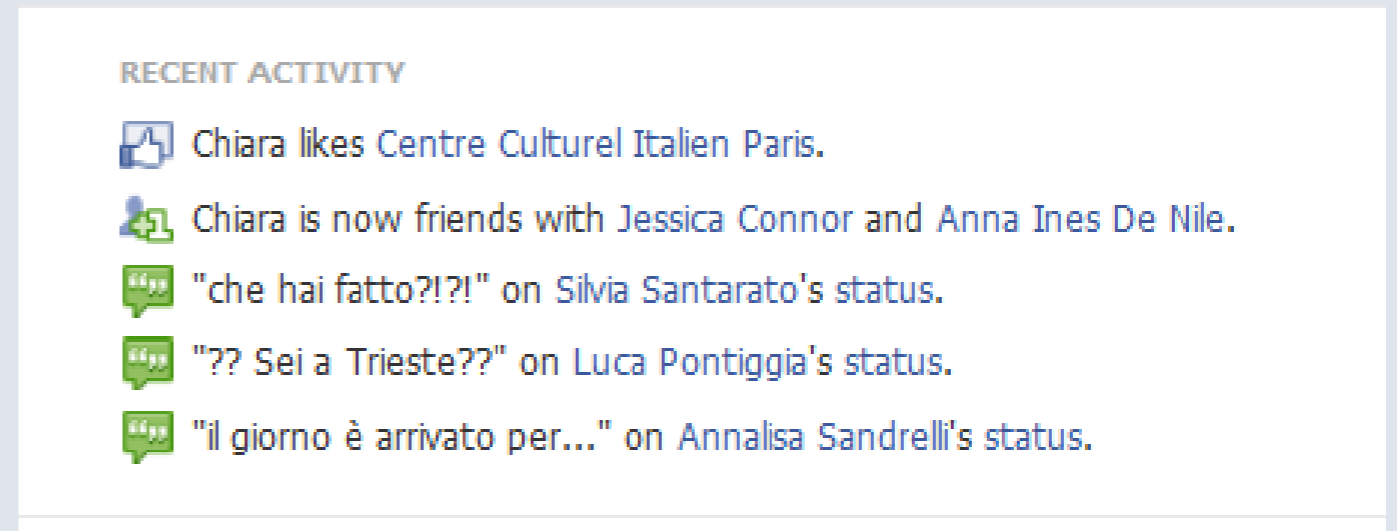 RECENT ACTIVITY
Chiara likes Centre Culturel Italien Paris.
Chiara is now friends with Jessica Connor and Anna Ines De Nile.
"che hai fatto?!?!" on Silvia Santarato's status.
"?? Sei a Trieste??" on Luca Pontiggia's status.
"il giorno è arrivato per..." on Annalisa Sandrelli's status.